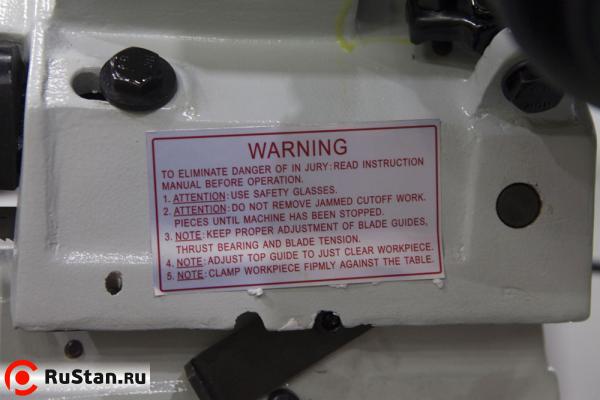 WARNING
TO ELIMINATE DANGER OF IN JURY: READ INSTRUCTION
MANUAL BEFORE OPERATION.
1. ATTENTION: USE SAFETY GLASSES.
2. ATTENTION: DO NOT REMOVE JAMMED CUTOFF WORK.
PIECES UNTIL MACHINE HAS BEEN STOPPED.
3. NOTE: KEEP PROPER ADJUSTMENT OF BLADE GUIDES,
THRUST BEARING AND BLADE TENSION.
4. NOTE: ADJUST TOP GUIDE TO JUST CLEAR WORKPIECE.
5. NOTE: CLAMP WORKPIECE FIPMLY AGAINST THE TABLE.
RuStan.ru